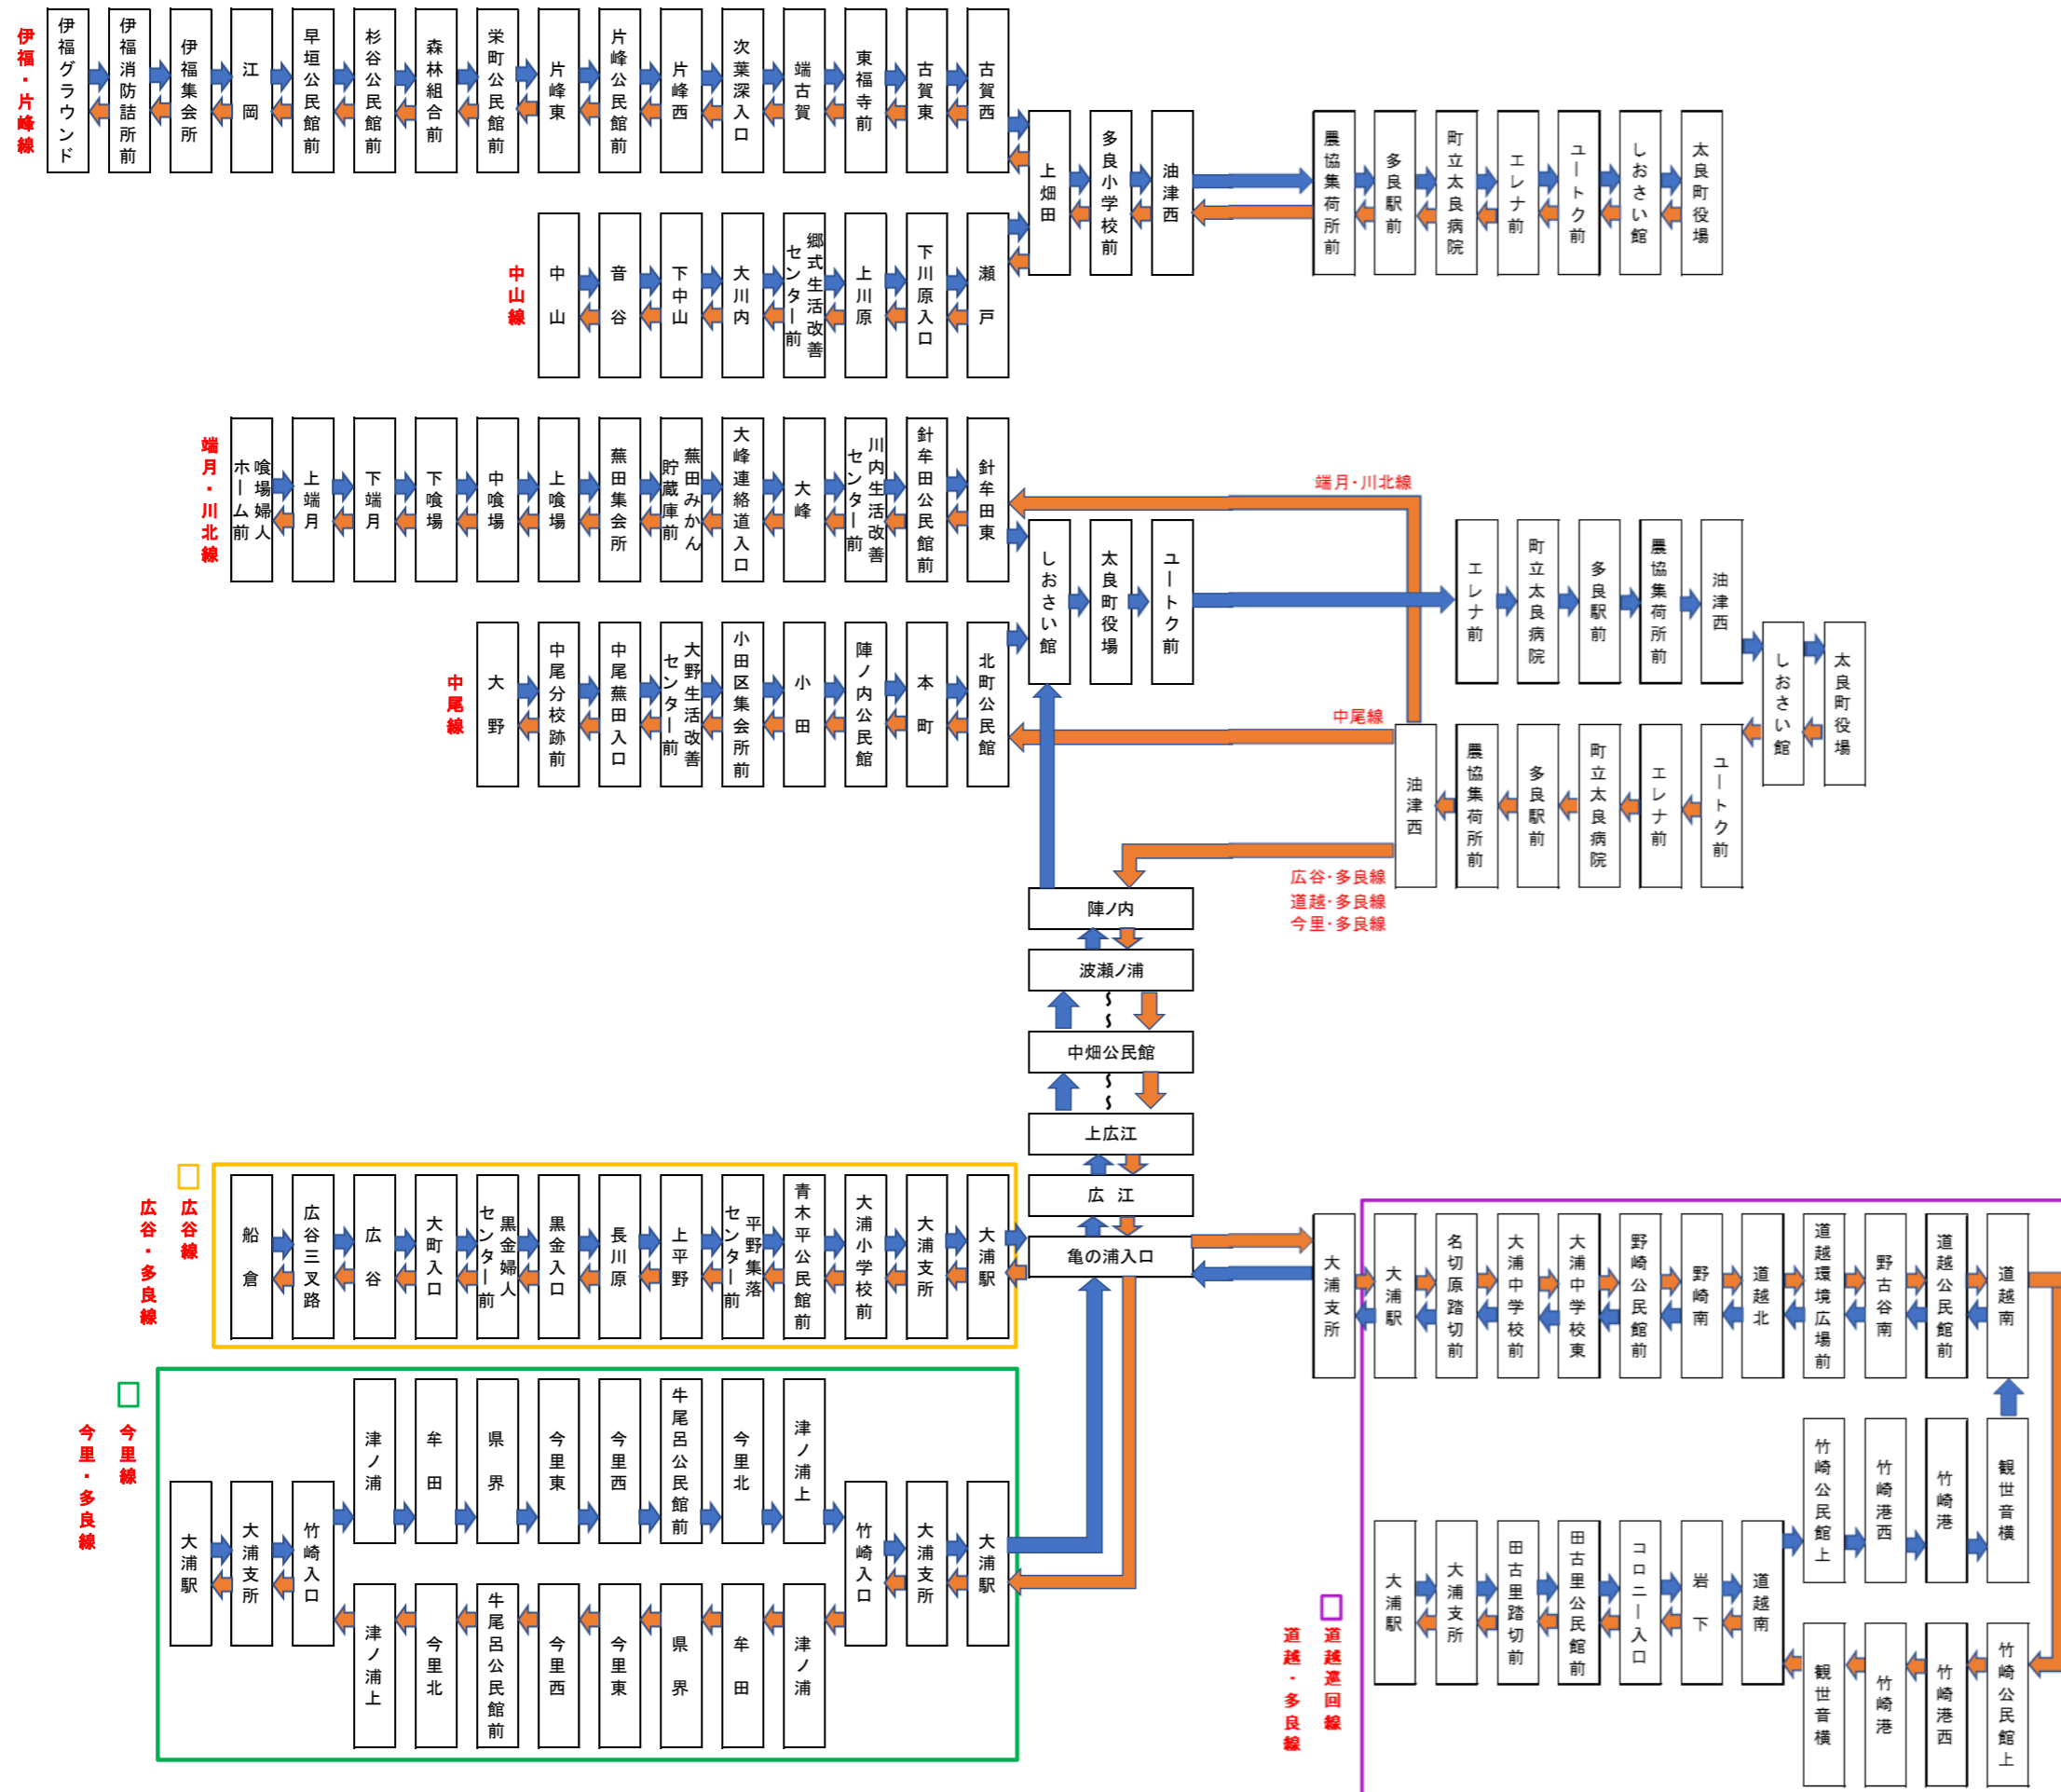 伊福・片峰線
伊福グラウンド
伊福消防詰所前
伊福集会所
江岡
早垣公民館前
杉谷公民館前
森林組合前
栄町公民館前
片峰東
片峰公民館前
片峰西
次葉深入口
端古賀
東福寺前
古賀東
古賀西
上畑田
多良小学校前
油津西
農協集荷所前
多良駅前
町立太良病院
エレナ前
ユートク前
しおさい館
太良町役場
中山線
中山
音谷
下中山
大川内
郷式生活改善
センター前
上川原
下川原入口
瀬戸
端月・川北線
喰場婦人
ホーム前
上端月
下端月
下喰場
中喰場
上喰場
蕪田集会所
蕪田みかん
貯蔵庫前
大峰連絡道入口
大峰
川内生活改善
センター前
針牟田公民館前
針牟田東
端月・川北線
しおさい館
太良町役場
ユートク前
エレナ前
町立太良病院
多良駅前
農協集荷所前
油津西
しおさい館
太良町役場
中尾線
大野
中尾分校跡前
中尾蕪田入口
大野生活改善
センター前
小田区集会所前
小田
陣ノ内公民館
本町
北町公民館
中尾線
油津西
農協集荷所前
多良駅前
町立太良病院
エレナ前
ユートク前
広谷・多良線
道越・多良線
今里・多良線
陣ノ内
波瀬ノ浦
中畑公民館
上広江
広 江
亀の浦入口
広谷線
広谷・多良線
船倉
広谷三叉路
広谷
大町入口
黒金婦人
センター前
黒金入口
長川原
上平野
平野集落
センター前
青木平公民館前
大浦小学校前
大浦支所
大浦駅
大浦支所
大浦駅
名切原踏切前
大浦中学校前
大浦中学校東
野崎公民館前
野崎南
道越北
道越環境広場前
野古谷南
道越公民館前
道越南
今里線
今里・多良線
大浦駅
大浦支所
竹崎入口
津ノ浦
牟田
県界
今里東
今里西
牛尾呂公民館前
今里北
津ノ浦上
竹崎入口
大浦支所
大浦駅
津ノ浦上
今里北
牛尾呂公民館前
今里西
今里東
県界
牟田
津ノ浦
道越巡回線
道越・多良線
大浦駅
大浦支所
田古里踏切前
田古里公民館前
コロニー入口
岩下
道越南
竹崎公民館上
竹崎港西
竹崎港
観世音横
観世音横
竹崎港
竹崎港西
竹崎公民館上